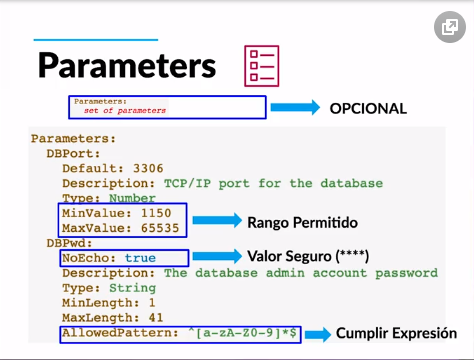 Parameters
Parameters:
set of parameters
OPCIONAL
Parameters:
DBPort:
Default: 3306
Description: TCP/IP port for the database
Type: Number
MinValue: 1150
MaxValue: 65535
Rango Permitido
DBPwd:
NoEcho: true
Valor Seguro (****)
Description: The database admin account password
Type: String
MinLength: 1
MaxLength: 41
AllowedPattern: ^[a-zA-Z0-9]*$
Cumplir Expresión